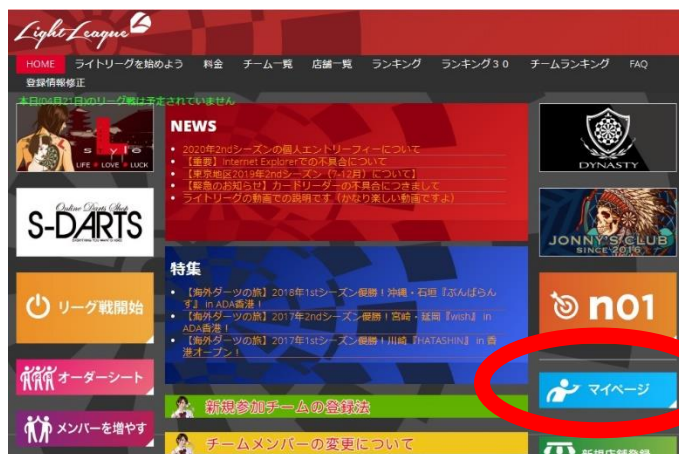 Light League
HOME ライトリーグを始めよう 料金 チーム一覧 店舗一覧 ランキング ランキング30 チームランキング FAQ
登録情報修正
本日(04月21日)のリーグ戦は予定されていません
Style
LIFE LOVE LUCK
Online Darts Shop
S-DARTS
リーグ戦開始
オーダーシート
メンバーを増やす
NEWS
2020年2ndシーズンの個人エントリーフィーについて
【重要】Internet Explorerでの不具合について
【東京地区2019年2ndシーズン(7-12月)について】
【緊急のお知らせ】カードリーダーの不具合につきまして
ライトリーグの動画での説明です(かなり楽しい動画ですよ)
特集
【海外ダーツの旅】2018年1stシーズン優勝！沖縄・石垣『ぶんばらん
す』 in ADA香港！
【海外ダーツの旅】2017年2ndシーズン優勝！宮崎・延岡『wish』 in
ADA香港！
【海外ダーツの旅】2017年1stシーズン優勝！川崎『HATASHIN』 in 香
港オープン！
新規参加チームの登録法
チームメンバーの変更について
DYNASTY
JONNY'S CLUB
SINCE 2016
n01
マイページ
新規店舗登録